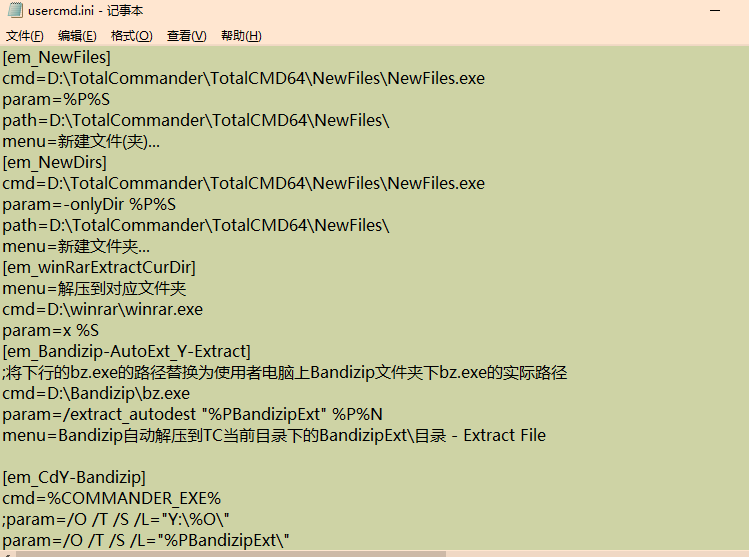 usercmd.ini - 记事本
文件(F) 编辑(E) 格式(O) 查看(V) 帮助(H)
[em_NewFiles]
cmd=D:\TotalCommander\TotalCMD64\NewFiles\NewFiles.exe
param=%P%S
path=D:\TotalCommander\TotalCMD64\NewFiles\
menu=新建文件(夹)...
[em_NewDirs]
cmd=D:\TotalCommander\TotalCMD64\NewFiles\NewFiles.exe
param=-onlyDir %P%S
path=D:\TotalCommander\TotalCMD64\NewFiles\
menu=新建文件夹...
[em_winRarExtractCurDir]
menu=解压到对应文件夹
cmd=D:\winrar\winrar.exe
param=x %S
[em_Bandizip-AutoExt_Y-Extract]
;将下行的bz.exe的路径替换为使用者电脑上Bandizip文件夹下bz.exe的实际路径
cmd=D:\Bandizip\bz.exe
param=/extract_autodest "%PBandizipExt" %P%N
menu=Bandizip自动解压到TC当前目录下的BandizipExt\目录 - Extract File
[em_CdY-Bandizip]
cmd=%COMMANDER_EXE%
;param=/O /T /S /L="Y:\%O\"
param=/O /T /S /L="%PBandizipExt\"